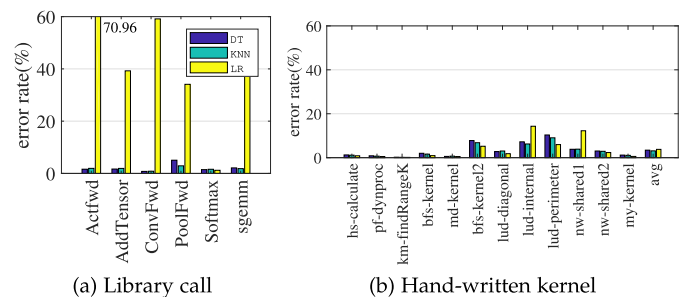 60
40
20
0
error rate(%)
70.96
DT
KNN
LR
Actfwd
AddTensor
ConvFwd
PoolFwd
Softmax
sgemm
(a) Library call
60
40
20
0
error rate(%)
hs-calculate
pf-dynproc
km-findRangeK
bfs-kernel
md-kernel
bfs-kernel2
lud-diagonal
lud-internal
lud-perimeter
nw-shared1
nw-shared2
my-kernel
avg
(b) Hand-written kernel